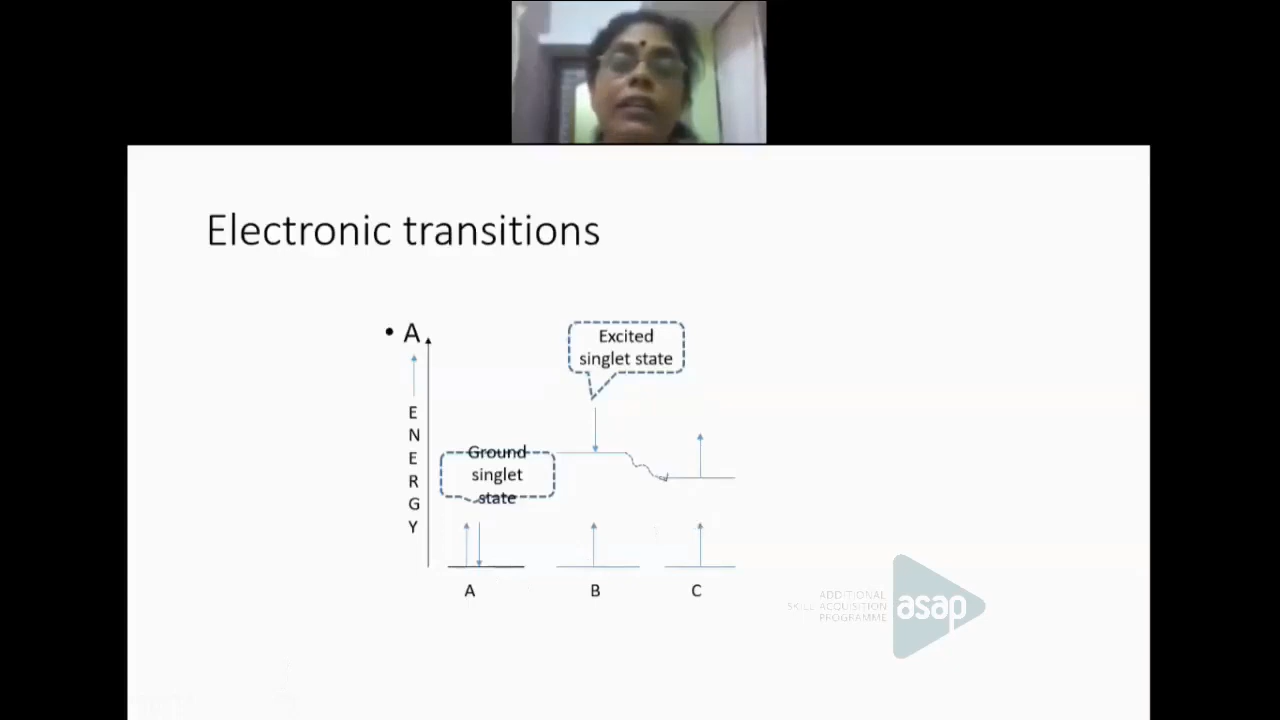 Electronic transitions
• A
Excited
singlet state
E
N
E
R
G
Y
Ground
singlet
state
A
B
C
ADDITIONAL
SKILL ACQUISITION
PROGRAMME
asap